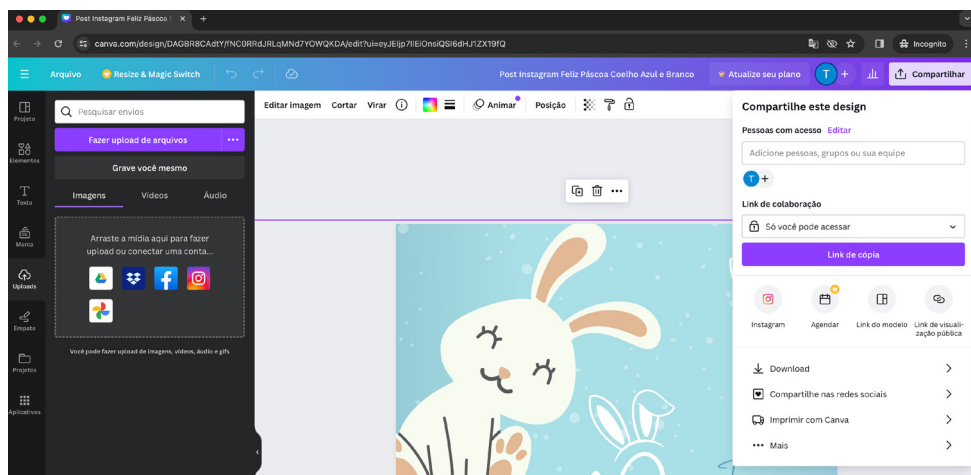 Post Instagram Feliz Páscoa C
canva.com/design/DAGBR8CAdtY/fNC0RRdJRLqMNd7YOWQKDA/edit?ui=eyJEIjp7IlEiOnsiQSI6dHJ1ZX19fQ
Incognito
Arquivo
Resize & Magic Switch
Post Instagram Feliz Páscoa Coelho Azul e Branco
Atualize seu plano
T
Compartilhar
Projeto
Elementos
Texto
Marca
Uploads
Empate
Projetos
Aplicativos
Pesquisar envios
Fazer upload de arquivos
Grave você mesmo
Imagens
Vídeos
Áudio
Arraste a mídia aqui para fazer
upload ou conectar uma conta...
Você pode fazer upload de imagens, vídeos, áudio e gifs
Editar imagem
Cortar
Virar
Animar
Posição
Compartilhe este design
Pessoas com acesso Editar
Adicione pessoas, grupos ou sua equipe
T
Link de colaboração
Só você pode acessar
Link de cópia
Instagram
Agendar
Link do modelo
Link de visuali-
zação pública
Download
Compartilhe nas redes sociais
Imprimir com Canva
Mais